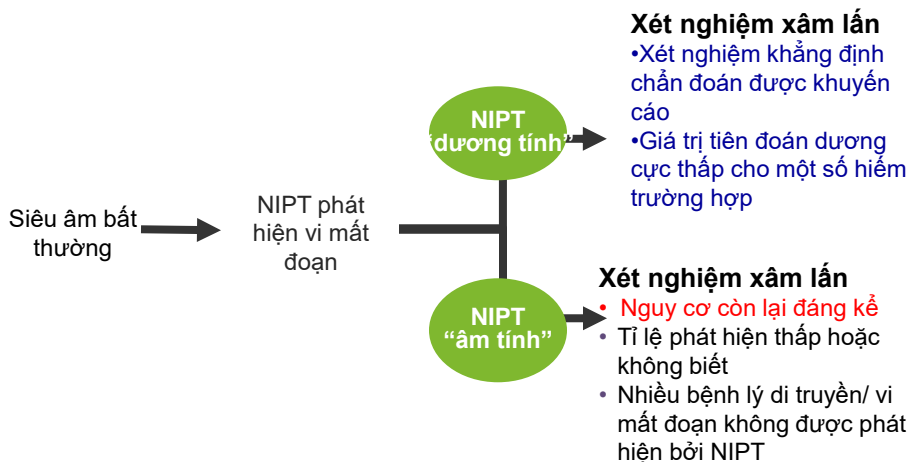 Siêu âm bất
thường
NIPT phát
hiện vi mất
đoạn
NIPT
“dương tính”
Xét nghiệm xâm lấn
•Xét nghiệm khẳng định
chẩn đoán được khuyến
cáo
•Giá trị tiên đoán dương
cực thấp cho một số hiếm
trường hợp
NIPT
“âm tính”
Xét nghiệm xâm lấn
• Nguy cơ còn lại đáng kể
• Tỉ lệ phát hiện thấp hoặc
không biết
• Nhiều bệnh lý di truyền/ vi
mất đoạn không được phát
hiện bởi NIPT